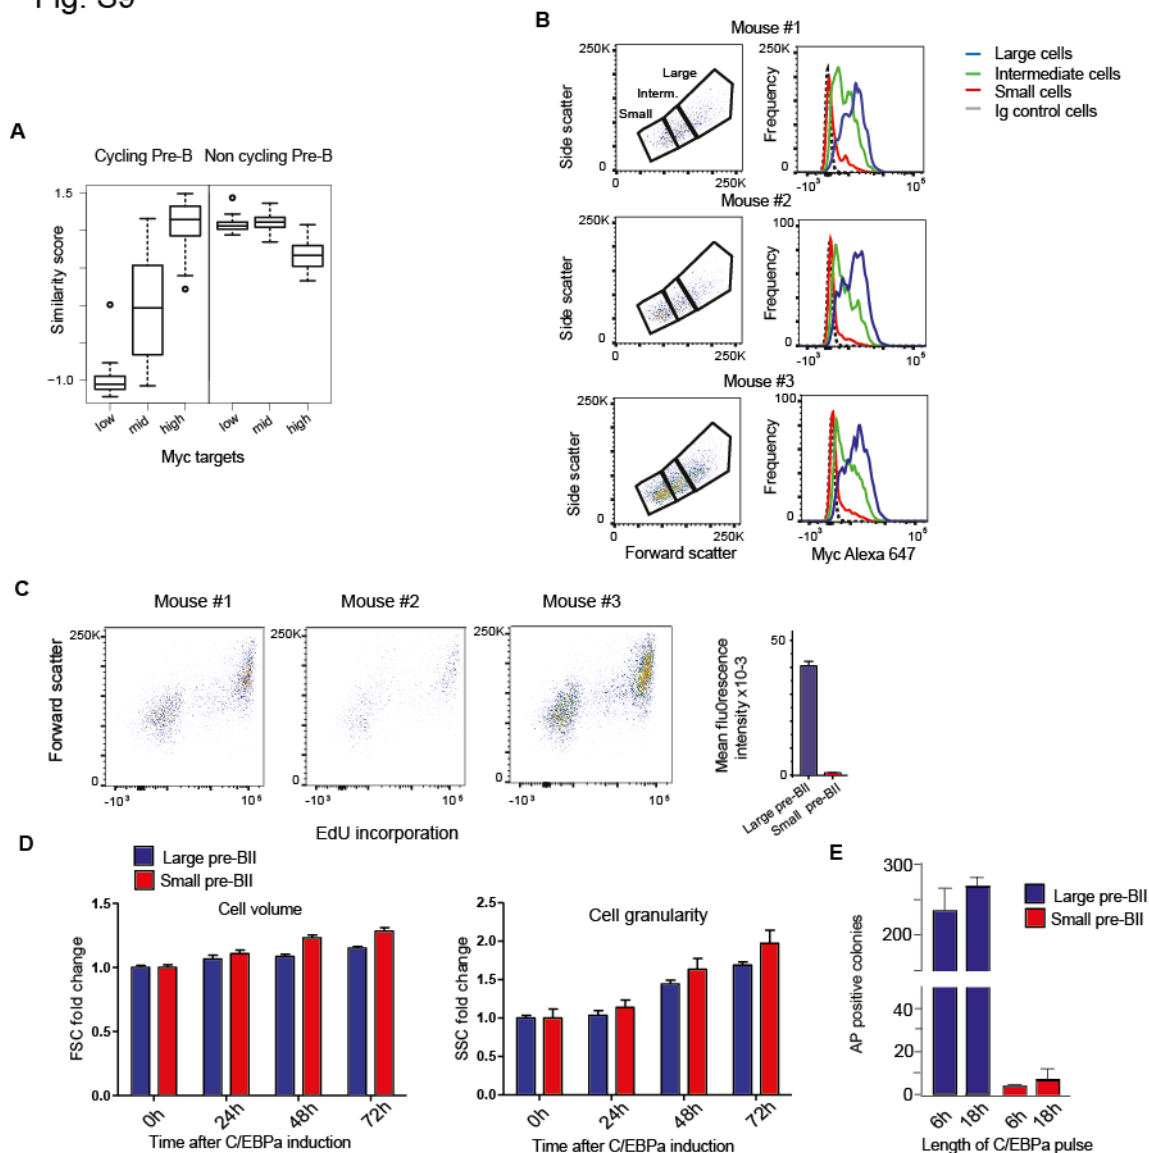 Fig. S9
A
Cycling Pre-B
Non cycling Pre-B
Similarity score
1.5
−1.0
low
mid
high
low
mid
high
Myc targets
B
Mouse #1
250K
Side scatter
Large
Interm.
Small
0
0
250K
250K
Frequency
0
-10³
10⁵
Large cells
Intermediate cells
Small cells
Ig control cells
Mouse #2
250K
Side scatter
0
0
250K
100
Frequency
0
-10³
10⁵
Mouse #3
250K
Side scatter
0
0
250K
Forward scatter
100
Frequency
0
-10³
10⁵
Myc Alexa 647
C
Mouse #1
Mouse #2
Mouse #3
Forward scatter
250K
0
-10³
10⁵
250K
0
-10³
10⁵
250K
0
-10³
10⁵
EdU incorporation
Mean flu0rescence
intensity x10-3
50
0
Large pre-BII
Small pre-BII
D
Large pre-BII
Small pre-BII
Cell volume
FSC fold change
1.5
1.0
0.5
0.0
0h
24h
48h
72h
Time after C/EBPa induction
Cell granularity
SSC fold change
2.5
2.0
1.5
1.0
0.5
0.0
0h
24h
48h
72h
Time after C/EBPa induction
E
AP positive colonies
300
200
40
20
0
6h
18h
6h
18h
Length of C/EBPa pulse
Large pre-BII
Small pre-BII